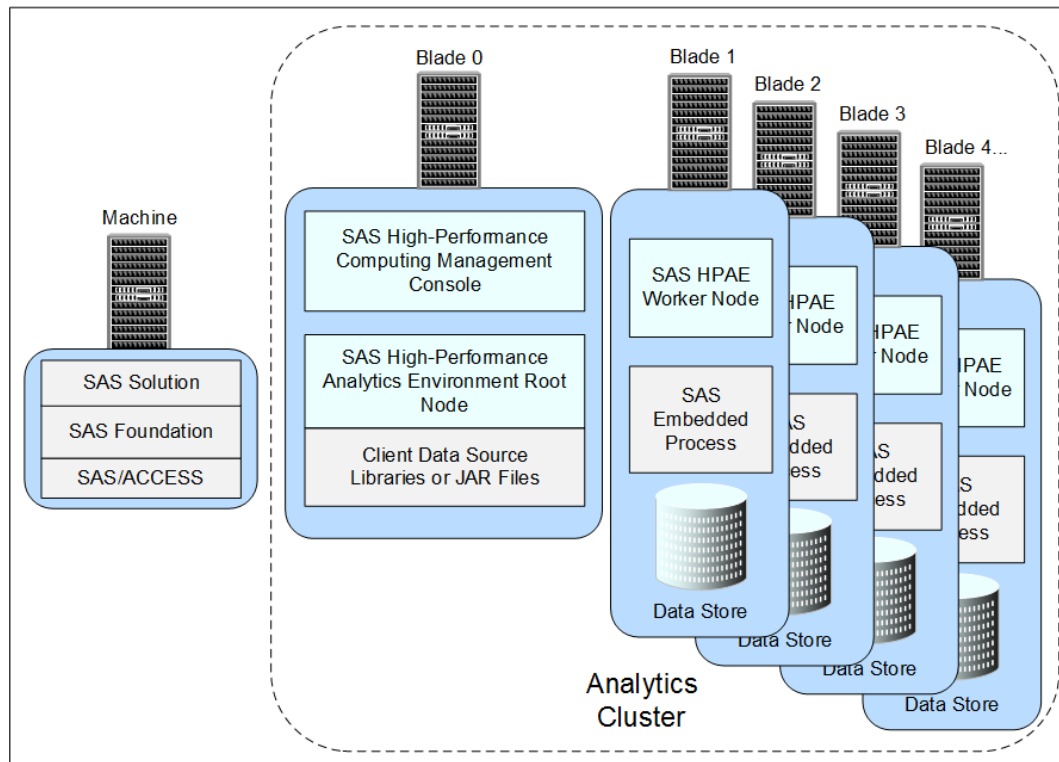 Blade 0
Blade 1
Blade 2
Blade 3
Blade 4...
Machine
SAS Solution
SAS Foundation
SAS/ACCESS
SAS High-Performance
Computing Management
Console
SAS High-Performance
Analytics Environment Root
Node
Client Data Source
Libraries or JAR Files
SAS HPAE
Worker Node
SAS
Embedded
Process
Data Store
HPAE
Node
Data Store
HPAE
Node
Data Store
HPAE
Node
Data Store
Analytics
Cluster